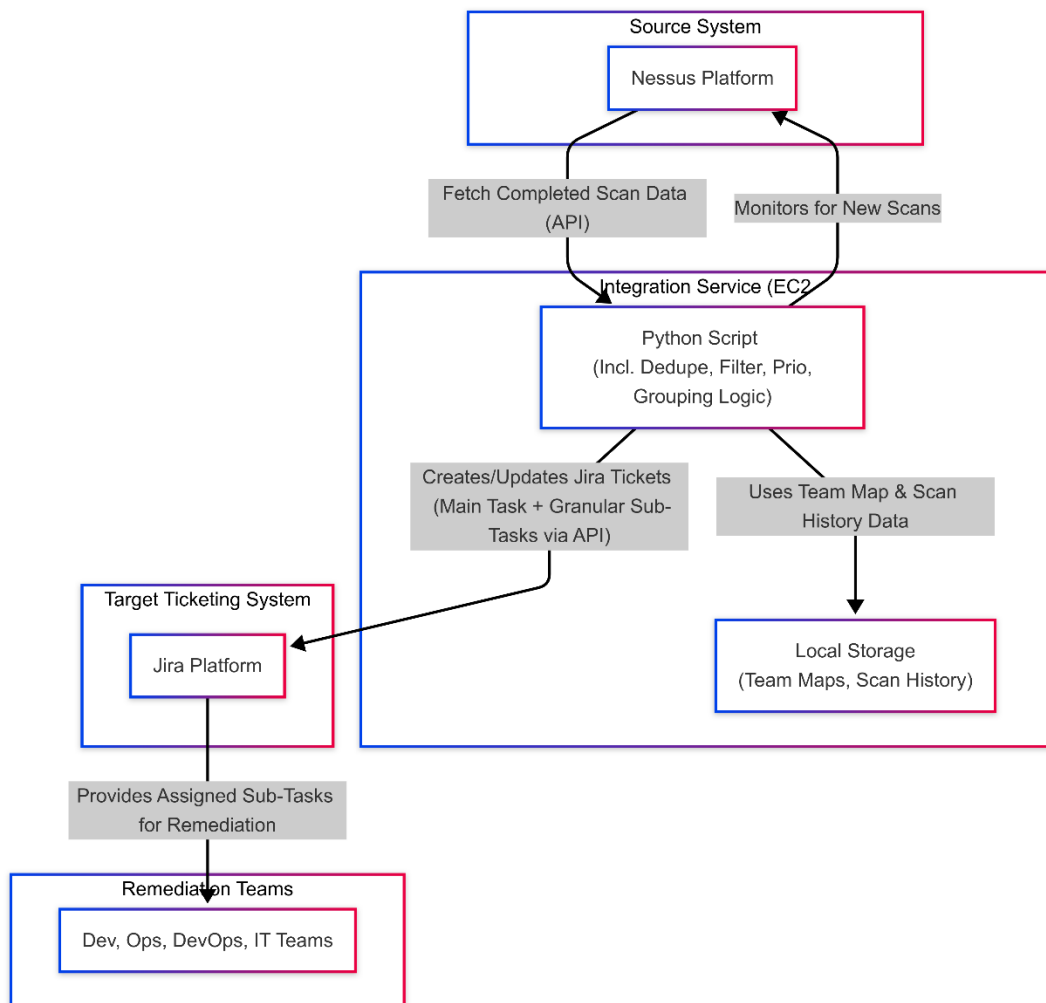 Source System
Nessus Platform
Fetch Completed Scan Data
(API)
Monitors for New Scans
Integration Service (EC2
Python Script
(Incl. Dedupe, Filter, Prio,
Grouping Logic)
Creates/Updates Jira Tickets
(Main Task + Granular Sub-
Tasks via API)
Uses Team Map & Scan
History Data
Target Ticketing System
Jira Platform
Local Storage
(Team Maps, Scan History)
Provides Assigned Sub-Tasks
for Remediation
Remediation Teams
Dev, Ops, DevOps, IT Teams